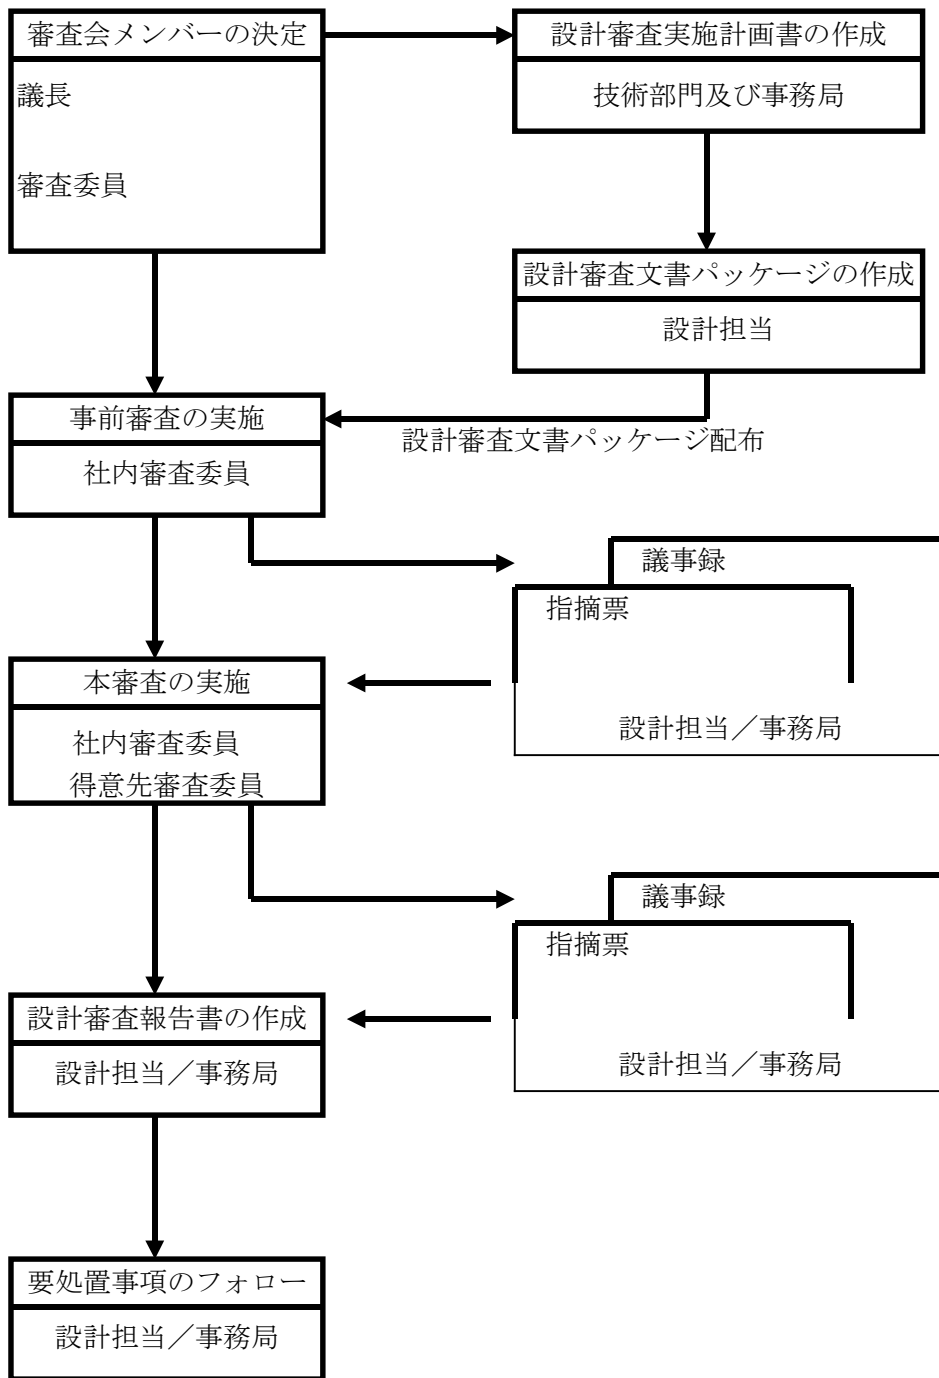 審査会メンバーの決定
議長
審査委員
設計審査実施計画書の作成
技術部門及び事務局
設計審査文書パッケージの作成
設計担当
設計審査文書パッケージ配布
事前審査の実施
社内審査委員
議事録
指摘票
設計担当／事務局
本審査の実施
社内審査委員
得意先審査委員
議事録
指摘票
設計担当／事務局
設計審査報告書の作成
設計担当／事務局
要処置事項のフォロー
設計担当／事務局